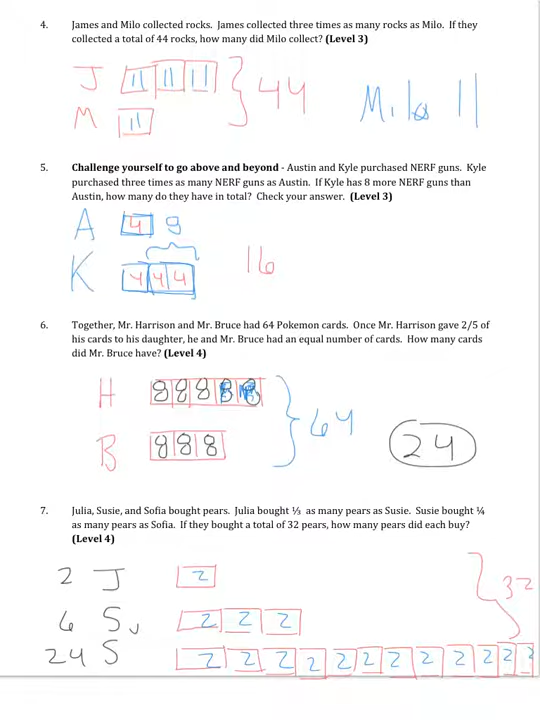 4. James and Milo collected rocks. James collected three times as many rocks as Milo. If they
collected a total of 44 rocks, how many did Milo collect? (Level 3)
J 11 11 11
44
M 11
Milo 11
5. Challenge yourself to go above and beyond - Austin and Kyle purchased NERF guns. Kyle
purchased three times as many NERF guns as Austin. If Kyle has 8 more NERF guns than
Austin, how many do they have in total? Check your answer. (Level 3)
A 4 8
K 4 4 4
16
6. Together, Mr. Harrison and Mr. Bruce had 64 Pokemon cards. Once Mr. Harrison gave 2/5 of
his cards to his daughter, he and Mr. Bruce had an equal number of cards. How many cards
did Mr. Bruce have? (Level 4)
H 8 8 8 8 8
64
B 8 8 8
24
7. Julia, Susie, and Sofia bought pears. Julia bought ⅓ as many pears as Susie. Susie bought ¼
as many pears as Sofia. If they bought a total of 32 pears, how many pears did each buy?
(Level 4)
2 J 2
32
6 Su 2 2 2
24 S 2 2 2 2 2 2 2 2 2 2 2 2